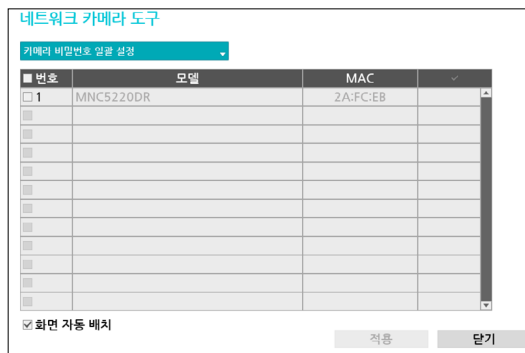 네트워크 카메라 도구
카메리 비밀번호 일괄 설정
번호 모델 MAC
1 MNC5220DR 2A:FC:EB
화면 자동 배치
적용 닫기